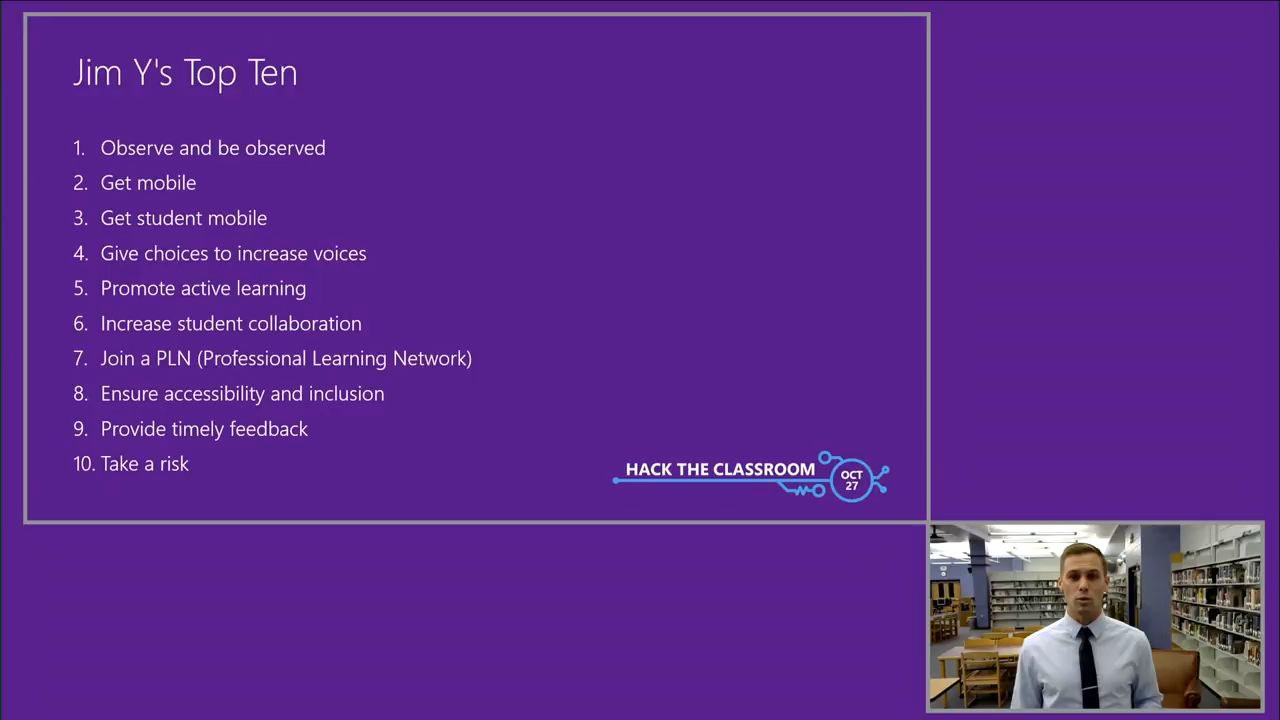 Jim Y's Top Ten
1. Observe and be observed
2. Get mobile
3. Get student mobile
4. Give choices to increase voices
5. Promote active learning
6. Increase student collaboration
7. Join a PLN (Professional Learning Network)
8. Ensure accessibility and inclusion
9. Provide timely feedback
10. Take a risk
HACK THE CLASSROOM
OCT
27